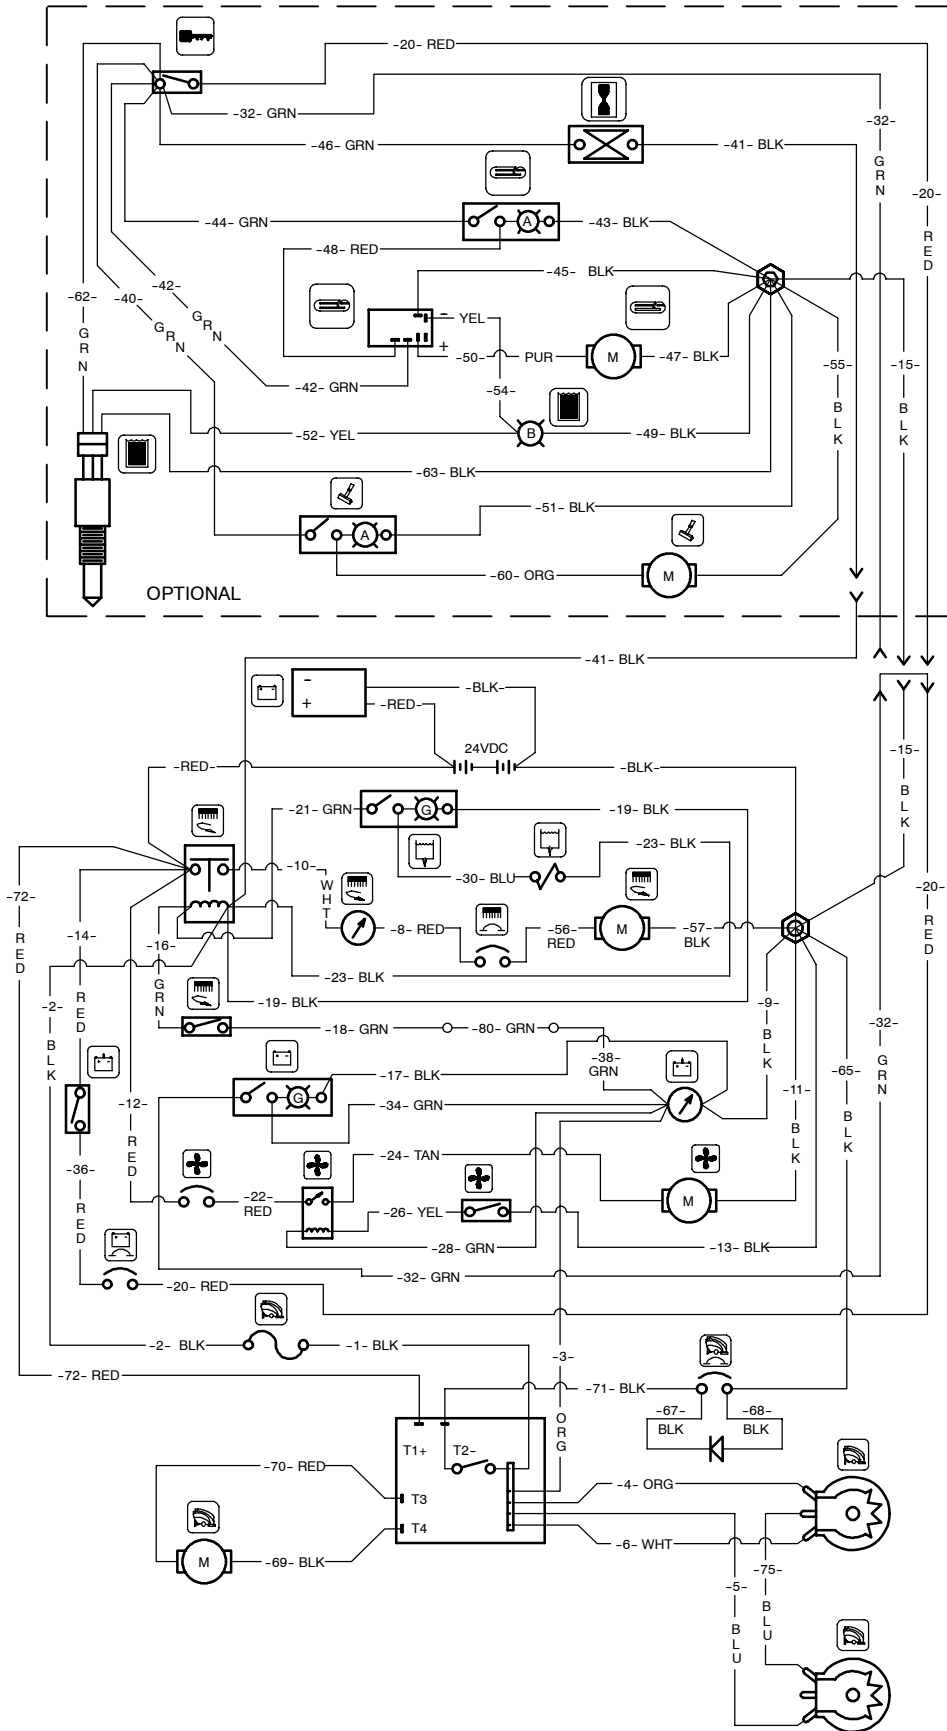 -20- RED
-32- GRN
-46- GRN
-41- BLK
-32-
G
R
N
-20-
R
E
D
-44- GRN
A
-43- BLK
-48- RED
-45- BLK
-62-
G
R
N
-40-
G
R
N
-42-
G
R
N
-
YEL
+
-50- PUR
M
-47- BLK
-42- GRN
-54-
-55-
B
L
K
-15-
B
L
K
-52- YEL
B
-49- BLK
-63- BLK
-51- BLK
A
-60- ORG
M
OPTIONAL
-41- BLK
-
+
-BLK-
-RED-
24VDC
-RED-
-BLK-
-15-
B
L
K
-21- GRN
G
-19- BLK
-23- BLK
-10-
W
H
T
-30- BLU
-72-
R
E
D
-14-
R
E
D
-16-
G
R
N
-8- RED
-56-
RED
M
-57-
BLK
-20-
R
E
D
-23- BLK
-2-
B
L
K
-19- BLK
-9-
B
L
K
-18- GRN
-80- GRN
-32-
G
R
N
-38-
GRN
-17- BLK
-65-
B
L
K
-11-
B
L
K
G
-34- GRN
-12-
R
E
D
-24- TAN
-36-
R
E
D
-22-
RED
M
-26- YEL
-28- GRN
-13- BLK
-32- GRN
-20- RED
-2- BLK
-1- BLK
-3-
O
R
G
-72- RED
-71- BLK
-67-
BLK
-68-
BLK
T1+
T2-
-70- RED
T3
-4- ORG
T4
-6- WHT
M
-69- BLK
-75-
B
L
U
-5-
B
L
U